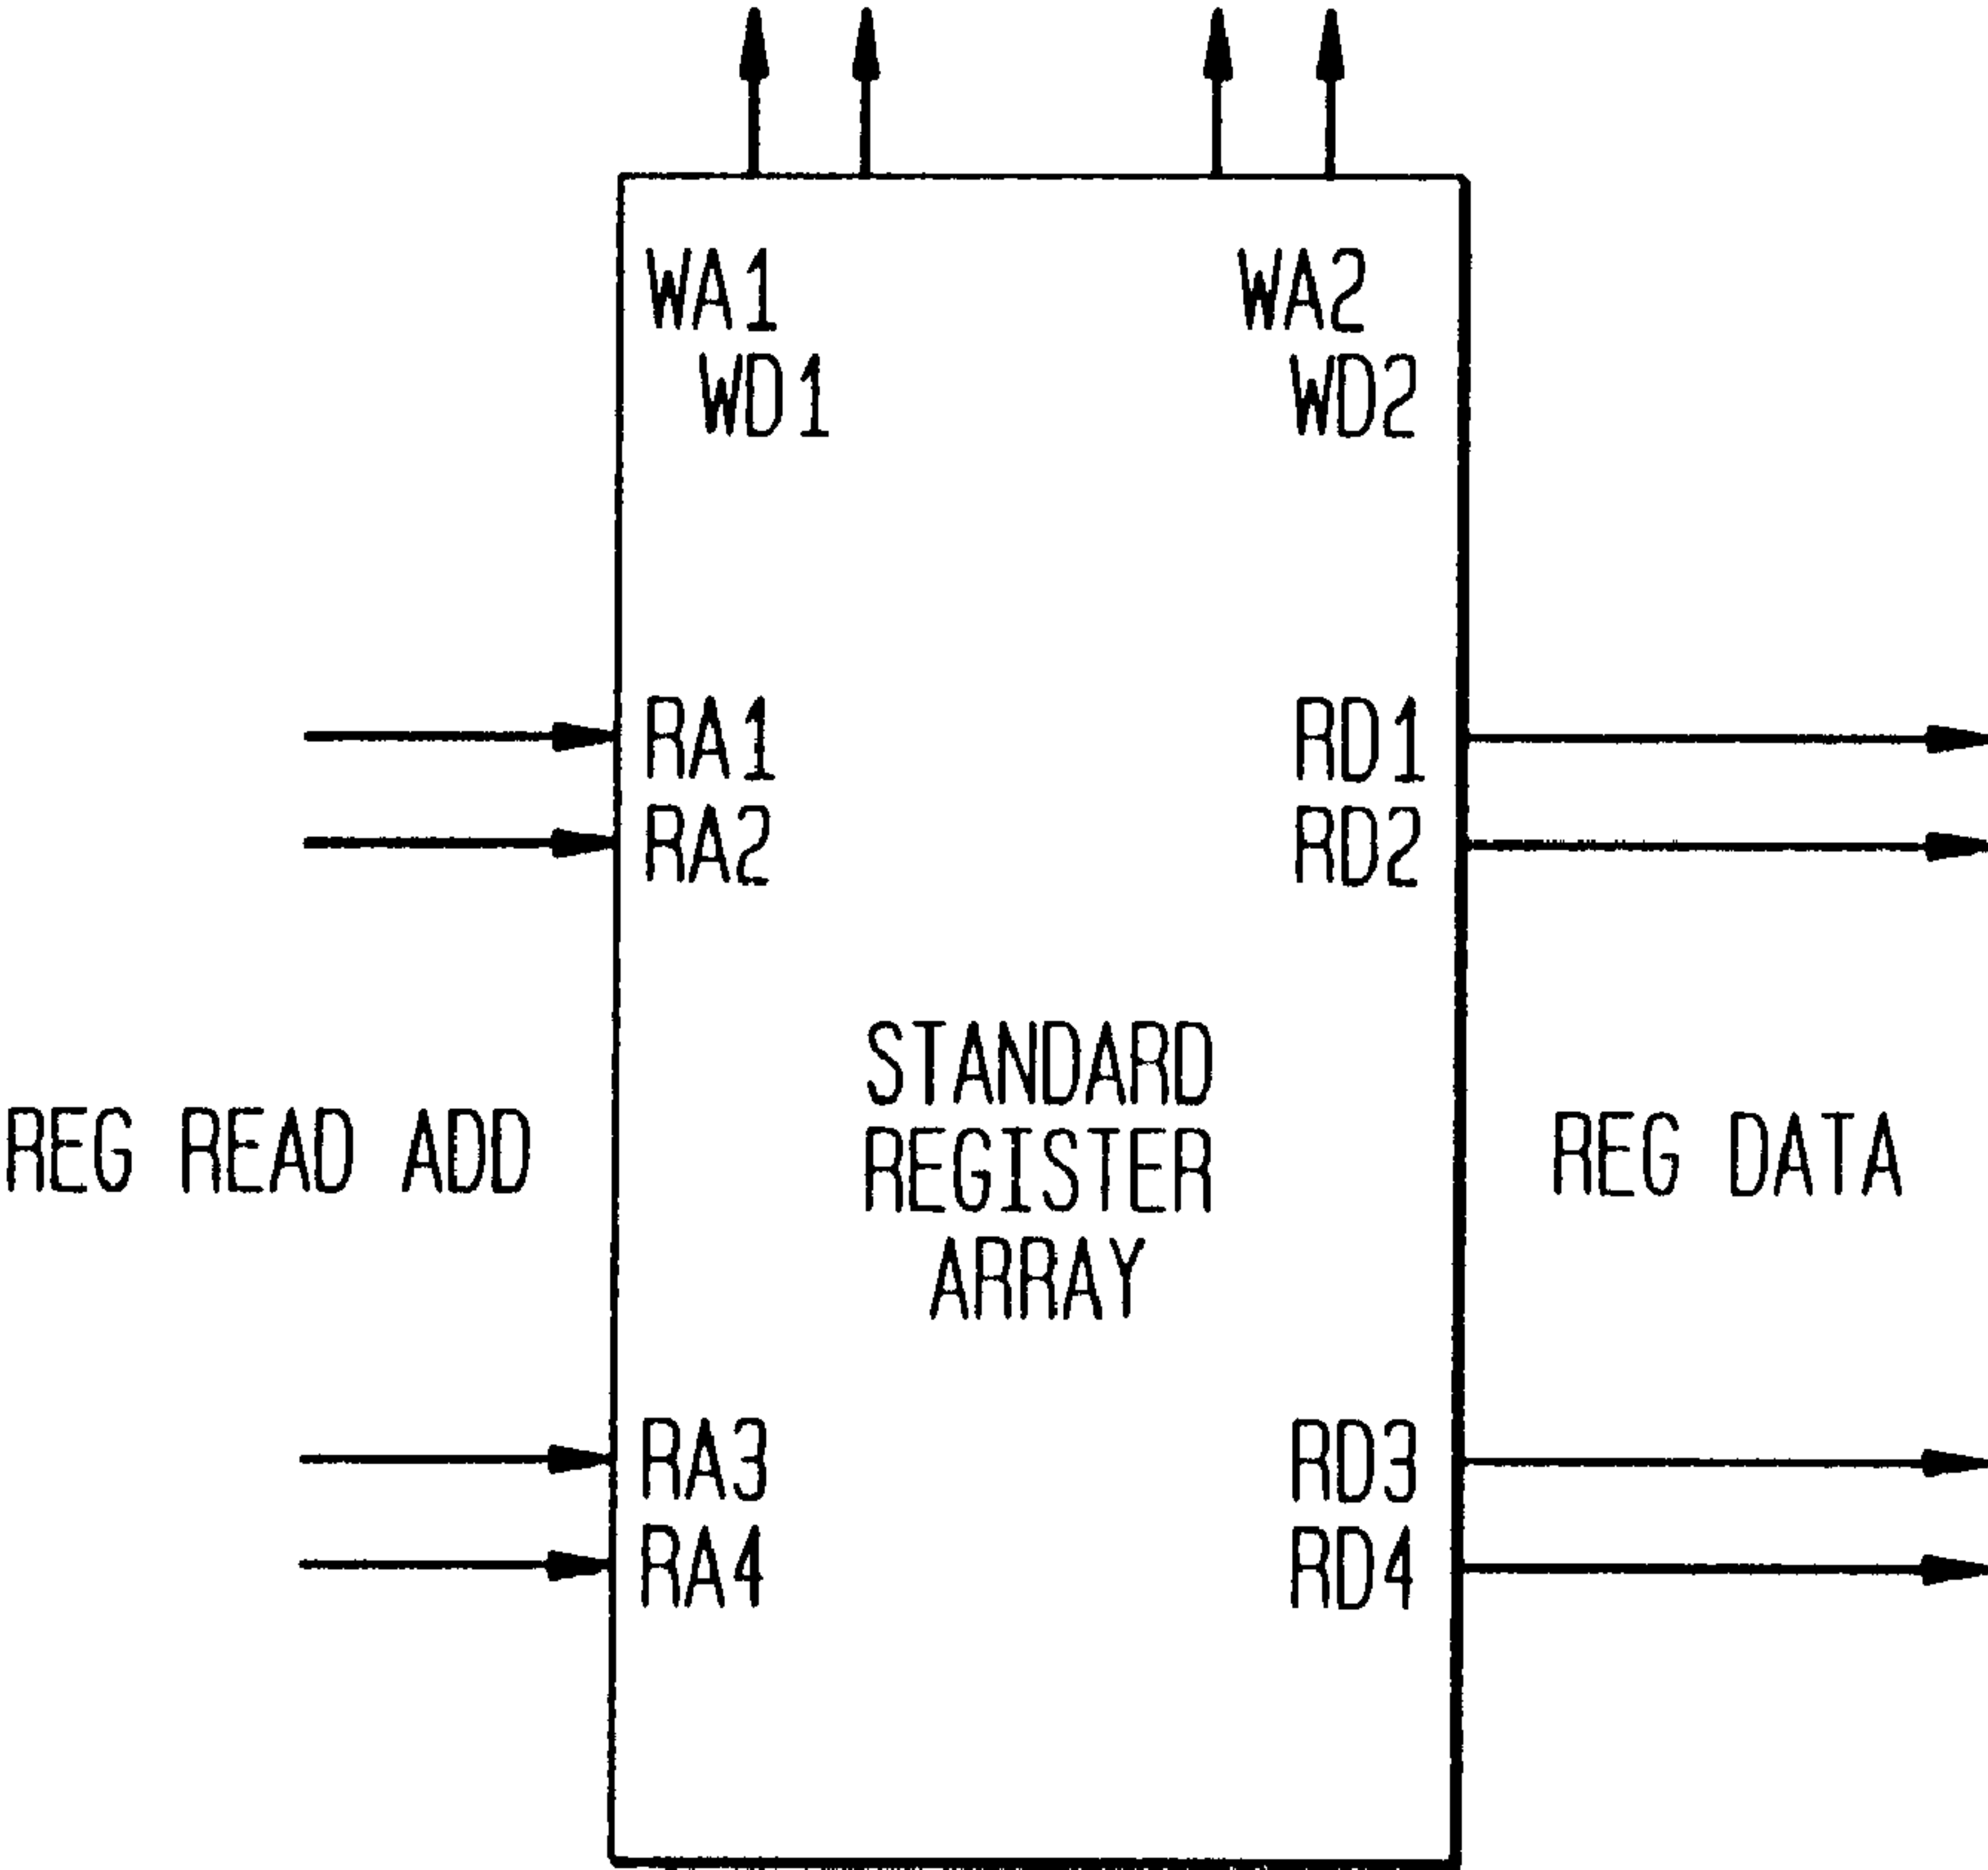 WA1 WA2
WD1 WD2
RA1 RD1
RA2 RD2
STANDARD
REGISTER
ARRAY
REG READ ADD
REG DATA
RA3 RD3
RA4 RD4